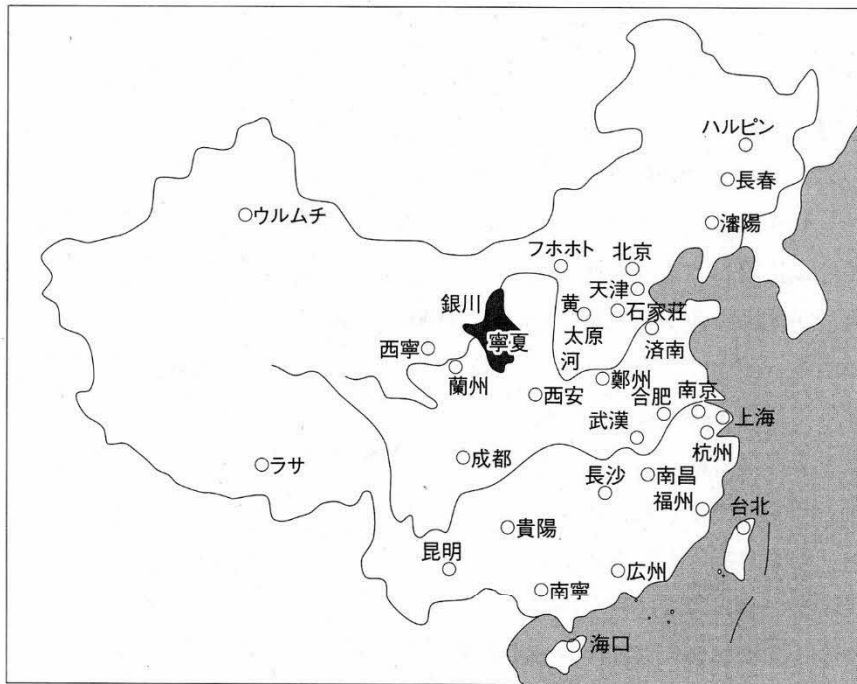 ハルピン
長春
瀋陽
ウルムチ
フホホト
北京
天津
銀川
黄
石家荘
寧夏
太原
済南
西寧
河
蘭州
鄭州
西安
合肥
南京
上海
武漢
杭州
ラサ
成都
長沙
南昌
福州
台北
貴陽
昆明
広州
南寧
海口